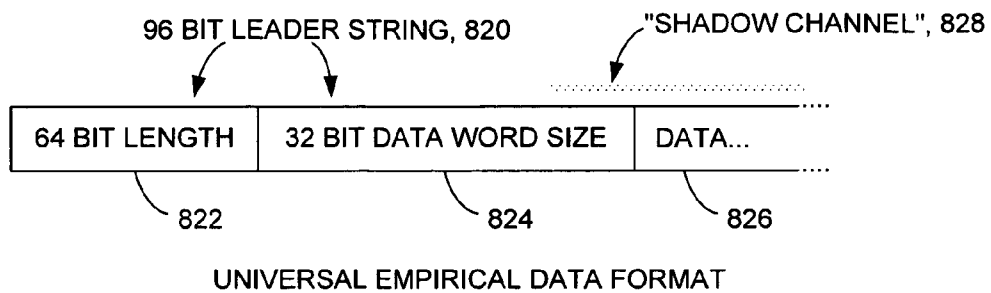 96 BIT LEADER STRING, 820
"SHADOW CHANNEL", 828
64 BIT LENGTH
32 BIT DATA WORD SIZE
DATA...
822
824
826
UNIVERSAL EMPIRICAL DATA FORMAT